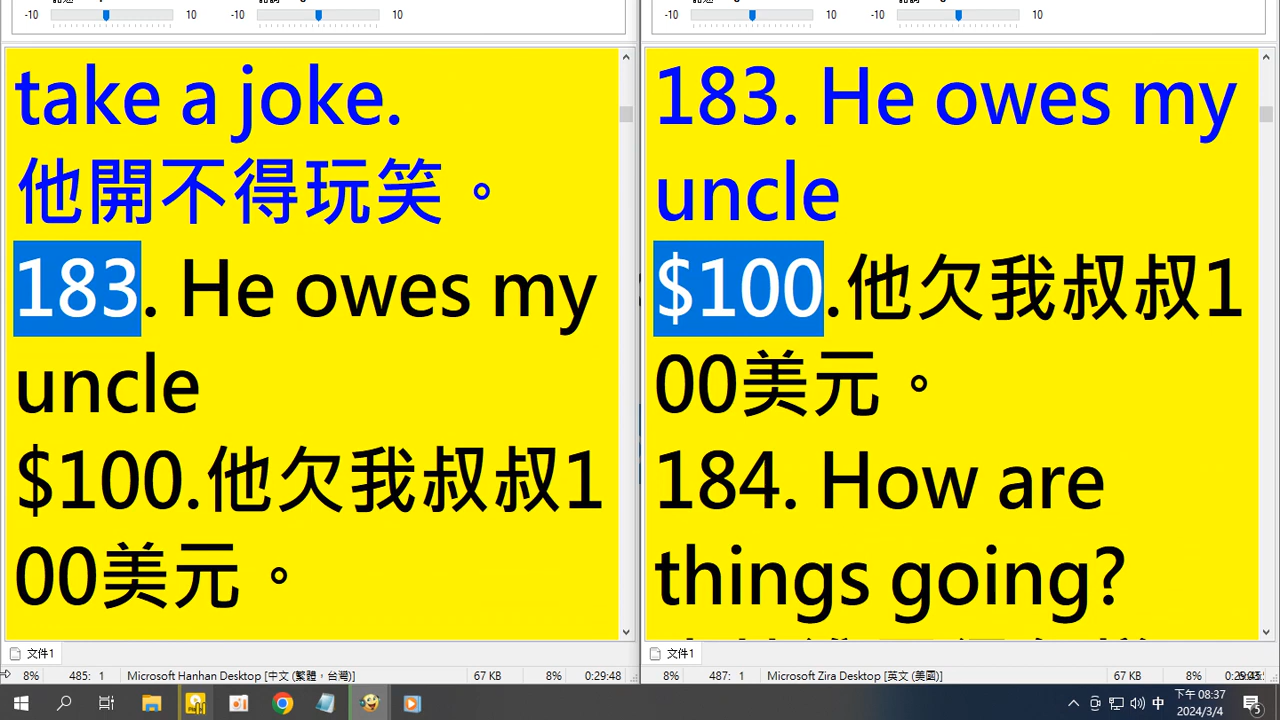 -10 10 -10 10
take a joke.
他開不得玩笑。
183. He owes my
uncle
$100.他欠我叔叔1
00美元。
文件1
8% 485: 1 Microsoft Hanhan Desktop [中文 (繁體，台灣)] 67 KB 8% 0:29:48
-10 10 -10 10
183. He owes my
uncle
$100.他欠我叔叔1
00美元。
184. How are
things going?
文件1
8% 487: 1 Microsoft Zira Desktop [英文 (美國)] 67 KB 8%
中
下午 08:37
2024/3/4
5